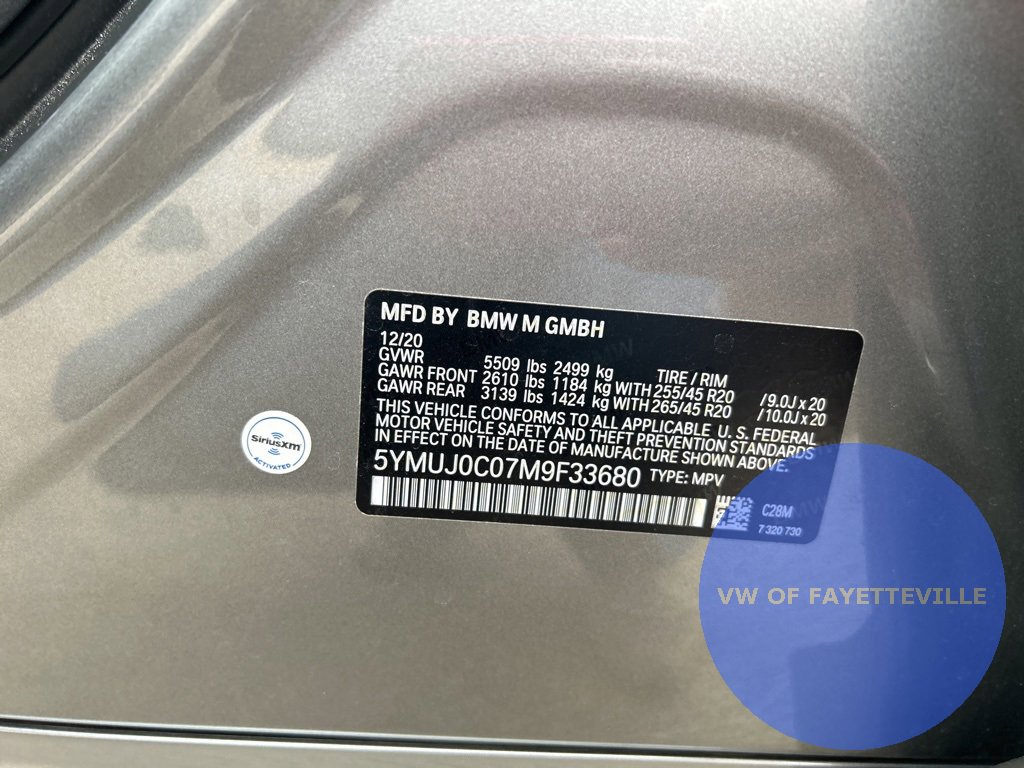 MFD BY BMW M GMBH
12/20
GVWR 5509 lbs 2499 kg TIRE / RIM
GAWR FRONT 2610 lbs 1184 kg WITH 255/45 R20 / 9.0J x 20
GAWR REAR 3139 lbs 1424 kg WITH 265/45 R20 / 10.0J x 20
THIS VEHICLE CONFORMS TO ALL APPLICABLE U. S. FEDERAL
MOTOR VEHICLE SAFETY AND THEFT PREVENTION STANDARDS
IN EFFECT ON THE DATE OF MANUFACTURE SHOWN ABOVE.
5YMUJ0C07M9F33680 TYPE: MPV
C28M
7 320 730
SiriusXM
ACTIVATED
VW OF FAYETTEVILLE